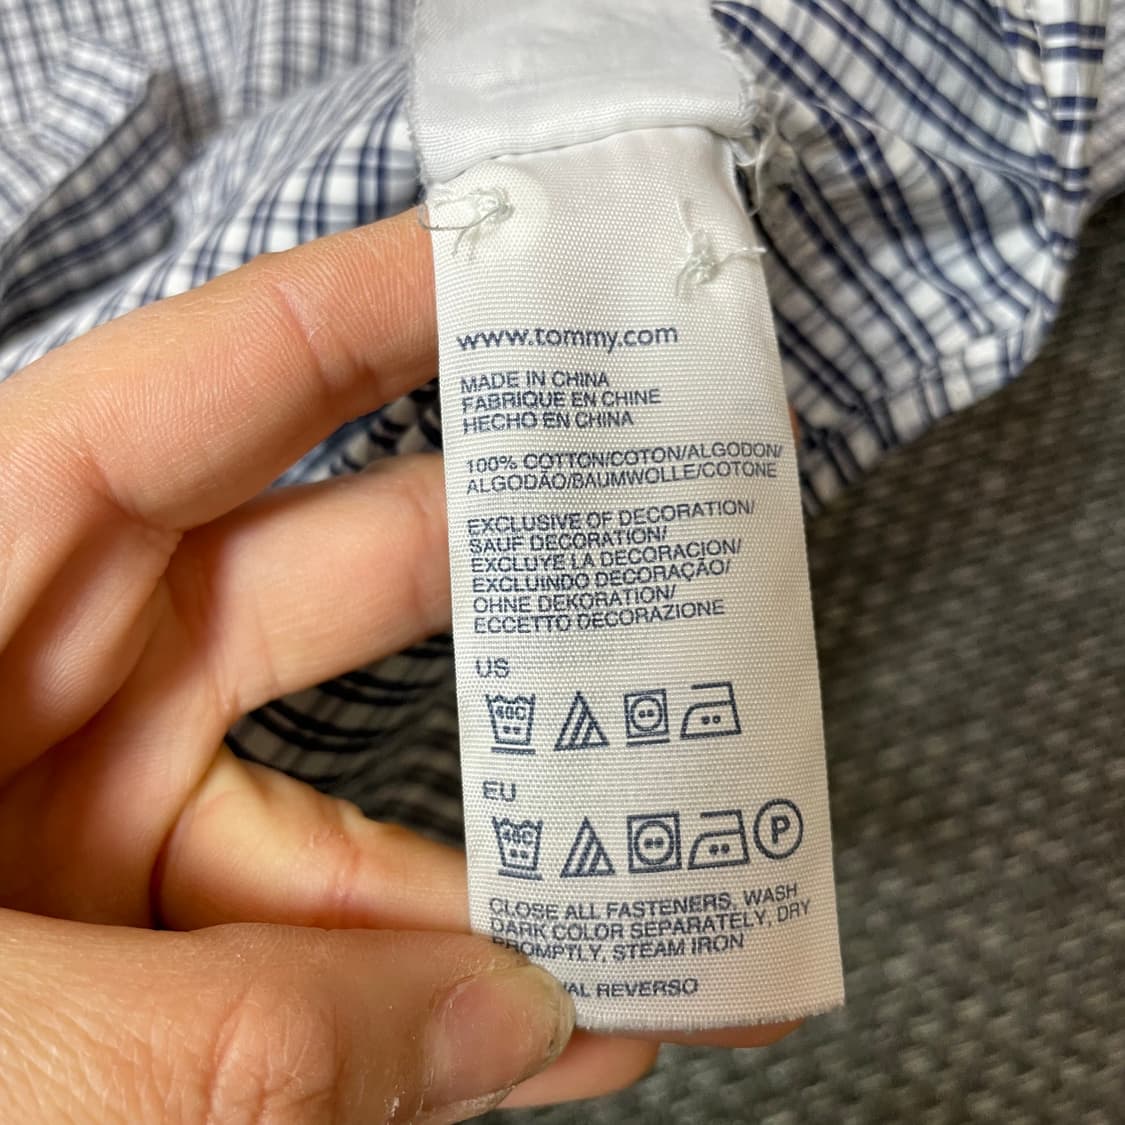 www.tommy.com
MADE IN CHINA
FABRIQUE EN CHINE
HECHO EN CHINA
100% COTTON/COTON/ALGODON/
ALGODÃO/BAUMWOLLE/COTONE
EXCLUSIVE OF DECORATION/
SAUF DECORATION/
EXCLUYE LA DECORACION/
EXCLUINDO DECORAÇÃO/
OHNE DEKORATION/
ECCETTO DECORAZIONE
US
40C
EU
40C P
CLOSE ALL FASTENERS, WASH
DARK COLOR SEPARATELY, DRY
PROMPTLY, STEAM IRON
REVERSO